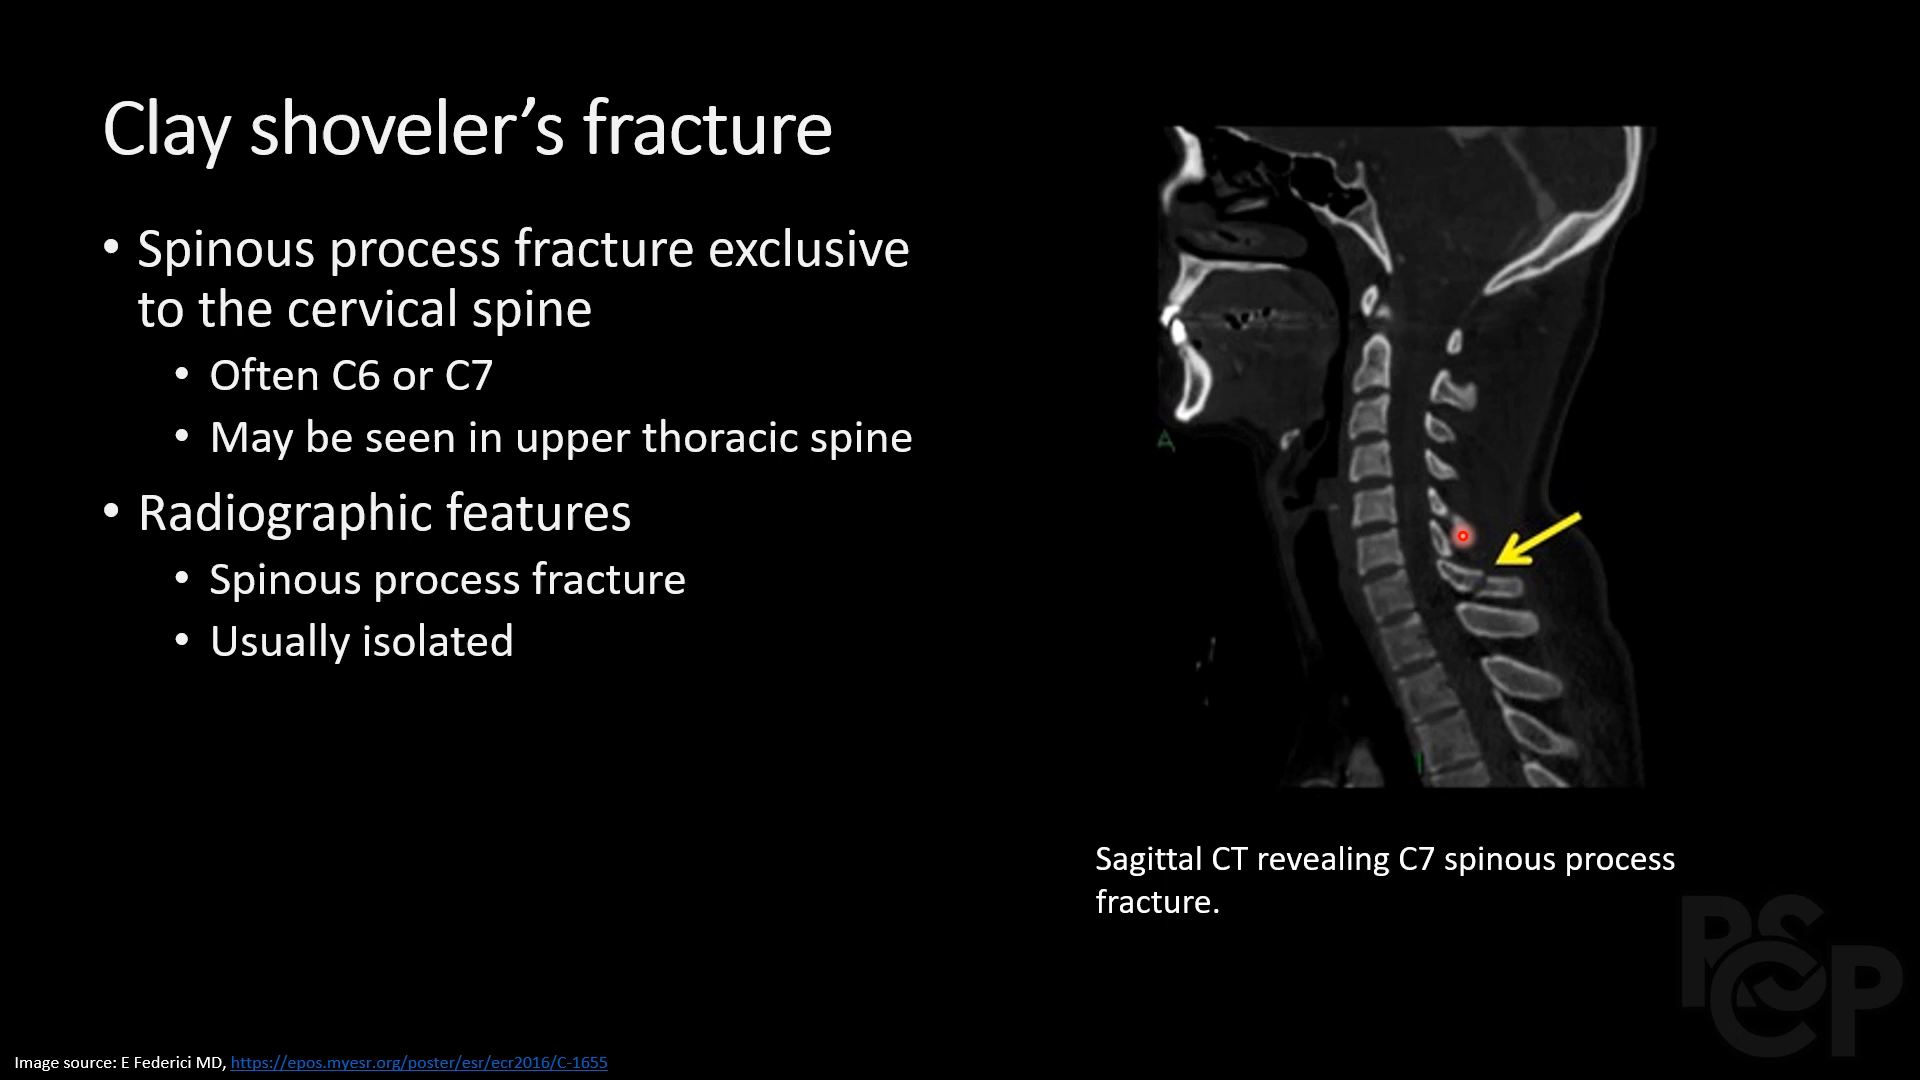 Clay shoveler’s fracture
• Spinous process fracture exclusive
to the cervical spine
• Often C6 or C7
• May be seen in upper thoracic spine
• Radiographic features
• Spinous process fracture
• Usually isolated
A
I
Sagittal CT revealing C7 spinous process
fracture.
PSCP
Image source: E Federici MD, https://epos.myesr.org/poster/esr/ecr2016/C-1655